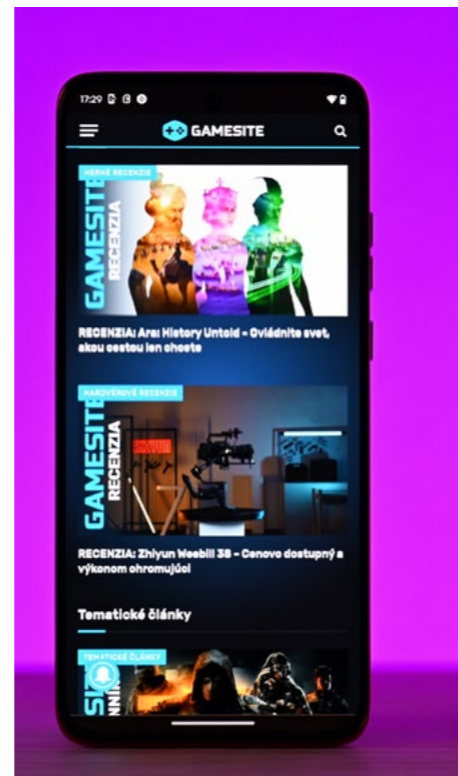 17:29
GAMESITE
HERNÉ RECENZIE
GAMESITE
RECENZIA
RECENZIA: Ara: History Untold – Ovládnite svet,
akou cestou len chcete
HARDVÉROVÉ RECENZIE
GAMESITE
RECENZIA
RECENZIA: Zhiyun Weebill 3S – Cenovo dostupný a
výkonom ohromujúci
Tematické články
TEMATICKÉ ČLÁNKY